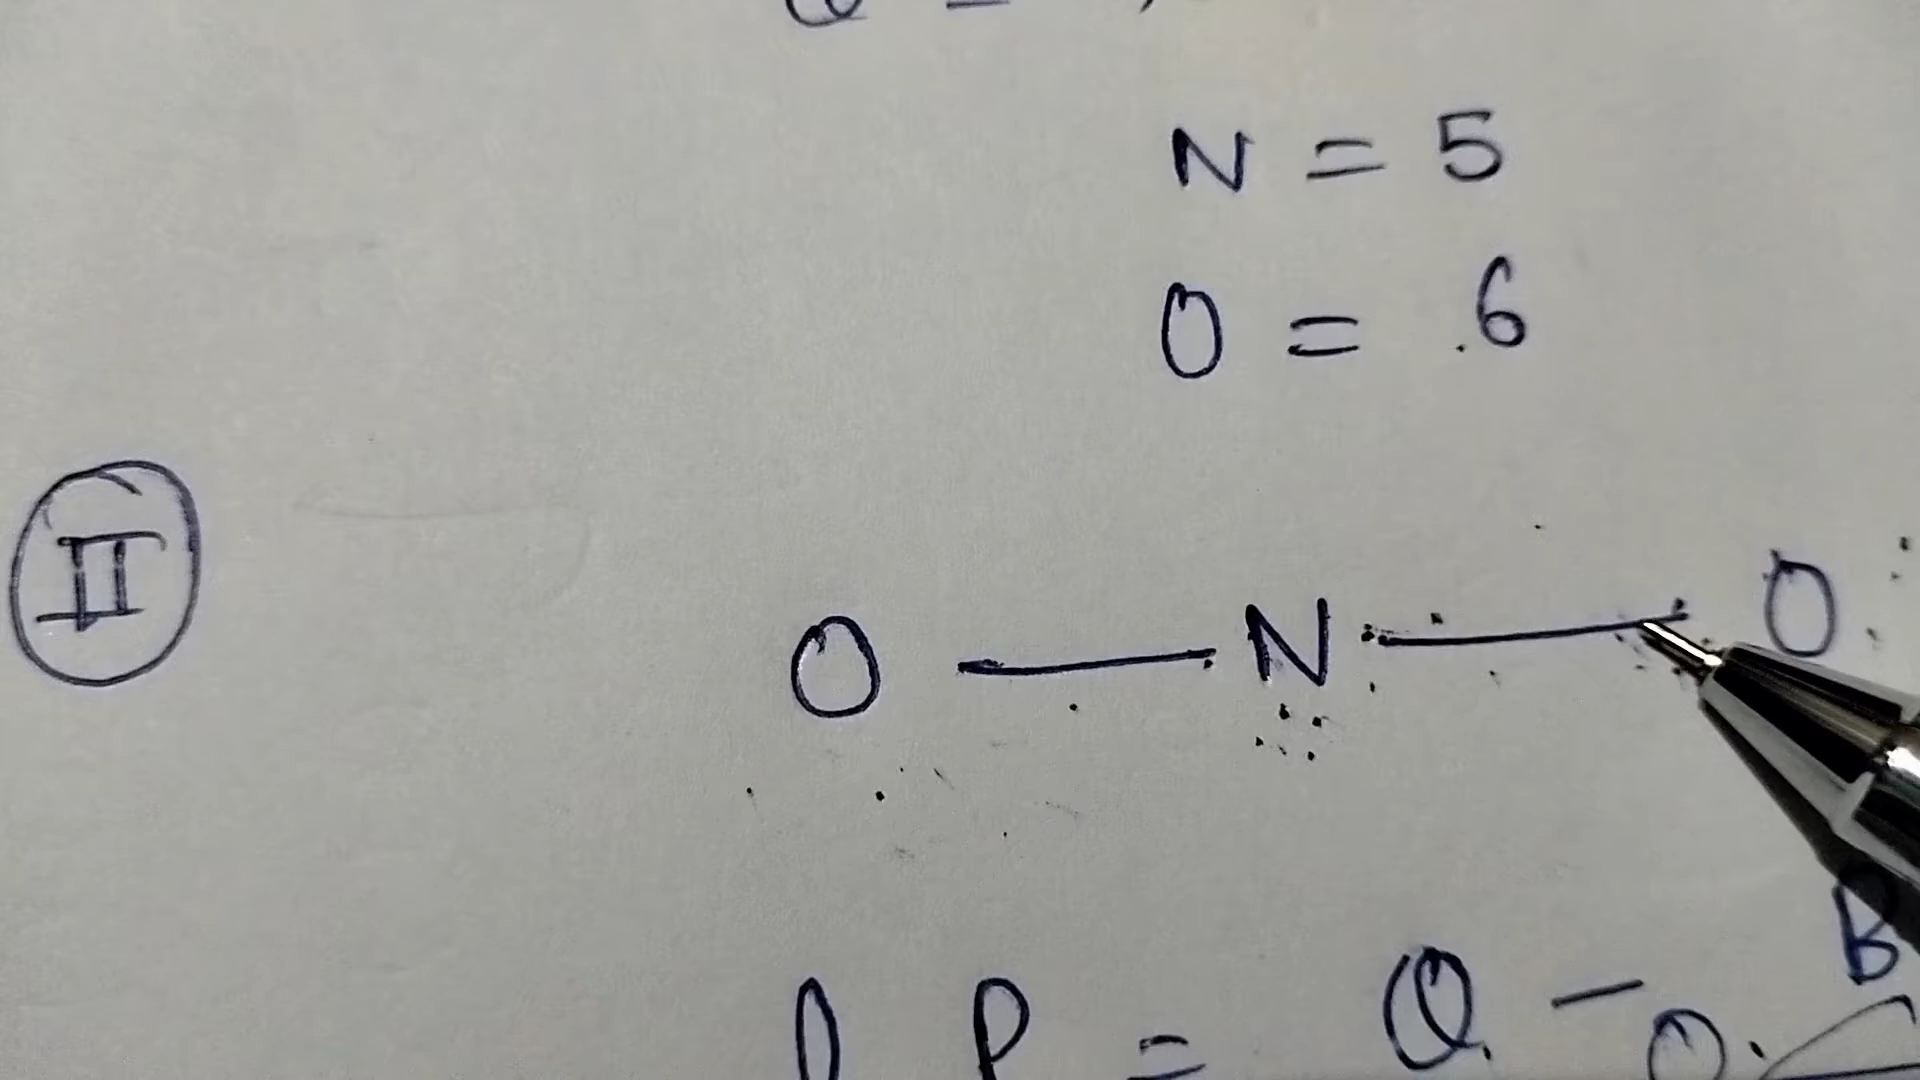 N = 5
O = .6
II
O — N — O
P = Q -
B